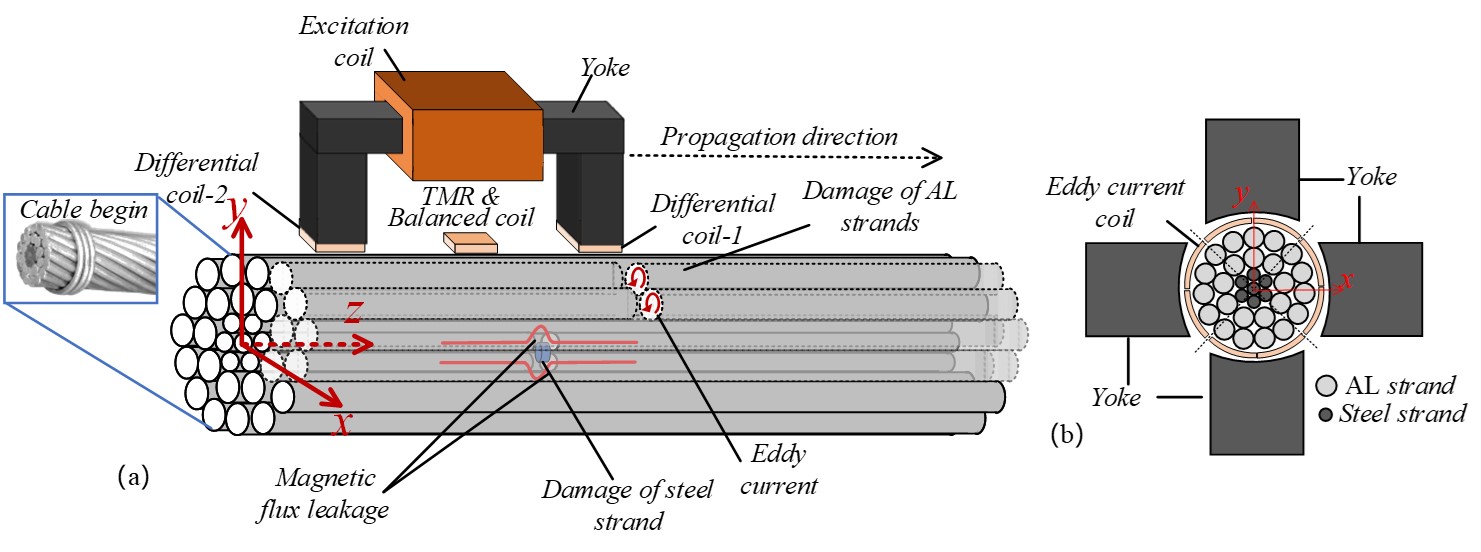 Excitation
coil
Yoke
Propagation direction
Differential
coil-2
TMR &
Balanced coil
Differential
coil-1
Damage of AL
strands
Cable begin
y
z
x
(a)
Magnetic
flux leakage
Damage of steel
strand
Eddy
current
Eddy current
coil
Yoke
y
x
Yoke
AL strand
Steel strand
(b)